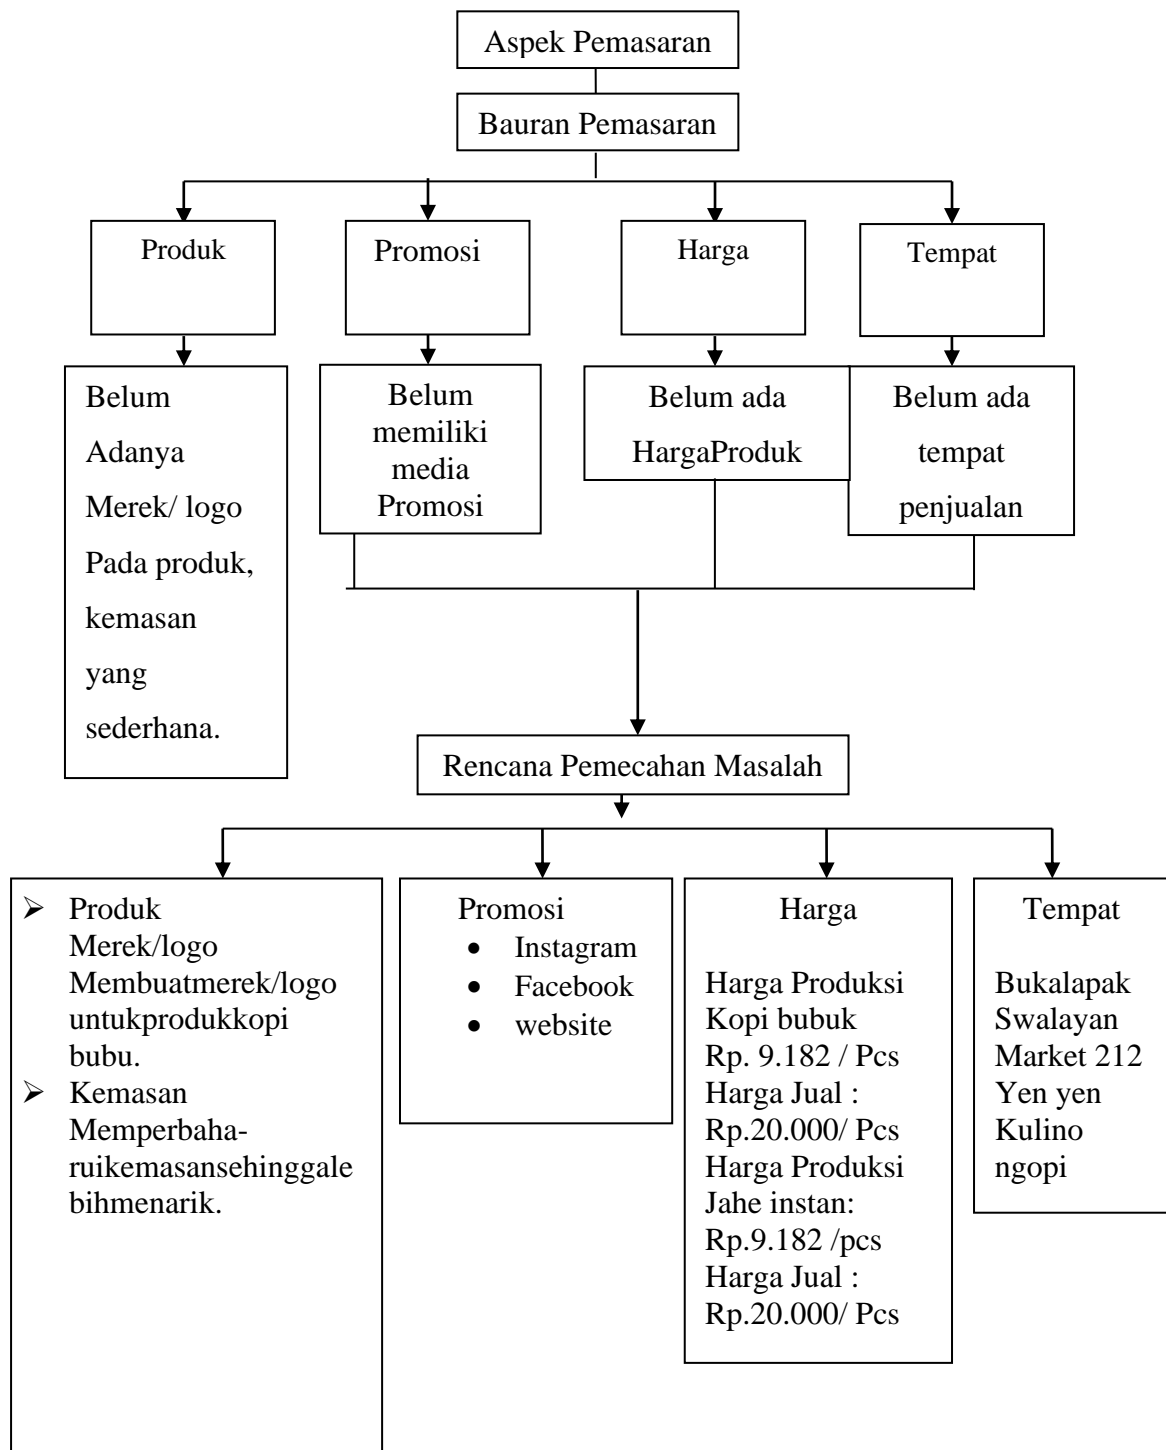 Aspek Pemasaran
Bauran Pemasaran
Produk
Promosi
Harga
Tempat
Belum
Adanya
Merek/ logo
Pada produk,
kemasan
yang
sederhana.
Belum
memiliki
media
Promosi
Belum ada
HargaProduk
Belum ada
tempat
penjualan
Rencana Pemecahan Masalah
➢ Produk
Merek/logo
Membuatmerek/logo
untukprodukkopi
bubu.
➢ Kemasan
Memperbaha-
ruikemasansehinggale
bihmenarik.
Promosi
• Instagram
• Facebook
• website
Harga
Harga Produksi
Kopi bubuk
Rp. 9.182 / Pcs
Harga Jual :
Rp.20.000/ Pcs
Harga Produksi
Jahe instan:
Rp.9.182 /pcs
Harga Jual :
Rp.20.000/ Pcs
Tempat
Bukalapak
Swalayan
Market 212
Yen yen
Kulino
ngopi